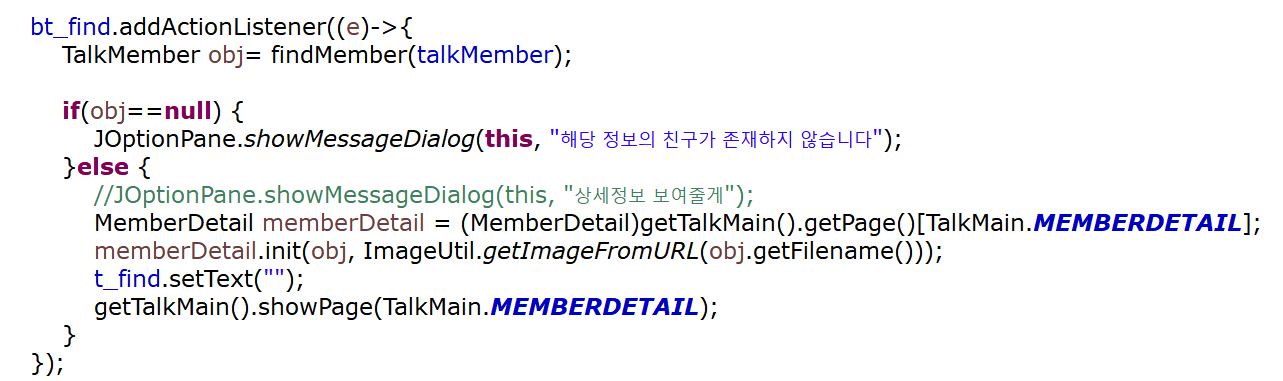 bt_find.addActionListener((e)->{
TalkMember obj= findMember(talkMember);
if(obj==null) {
JOptionPane.showMessageDialog(this, "해당 정보의 친구가 존재하지 않습니다");
}else {
//JOptionPane.showMessageDialog(this, "상세정보 보여줄게");
MemberDetail memberDetail = (MemberDetail)getTalkMain().getPage()[TalkMain.MEMBERDETAIL];
memberDetail.init(obj, ImageUtil.getImageFromURL(obj.getFilename()));
t_find.setText("");
getTalkMain().showPage(TalkMain.MEMBERDETAIL);
}
});